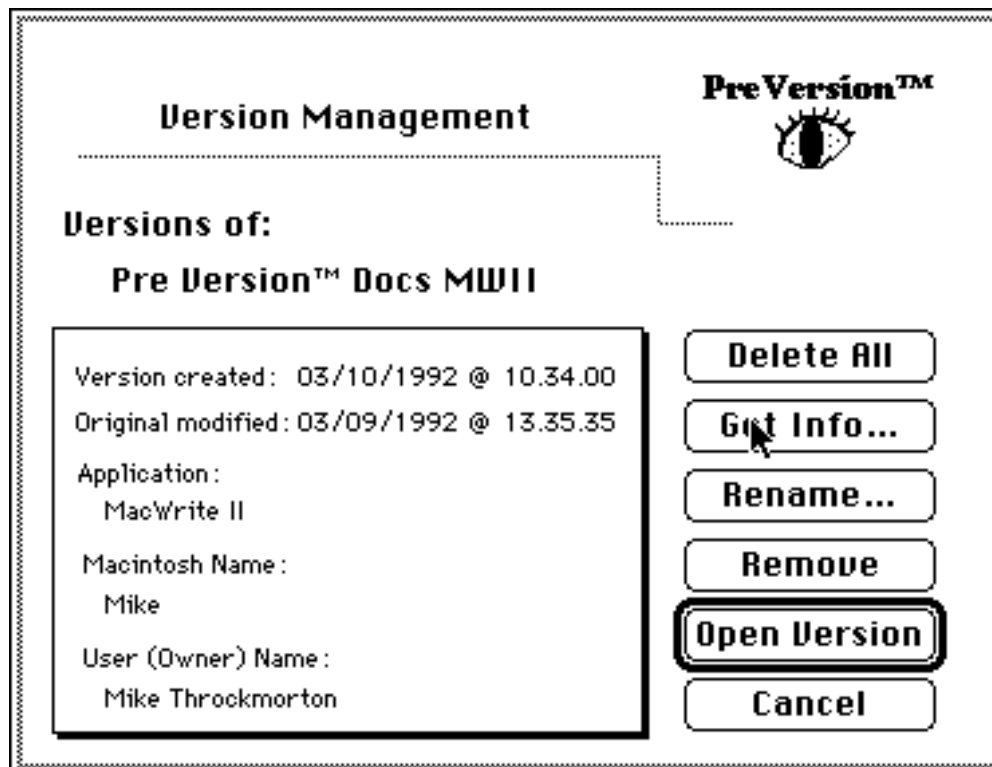 PreVersion™
Version Management
Versions of:
Pre Version™ Docs MWII
Version created: 03/10/1992 @ 10.34.00
Original modified: 03/09/1992 @ 13.35.35
Application:
MacWrite II
Macintosh Name:
Mike
User (Owner) Name:
Mike Throckmorton
Delete All
Get Info...
Rename...
Remove
Open Version
Cancel